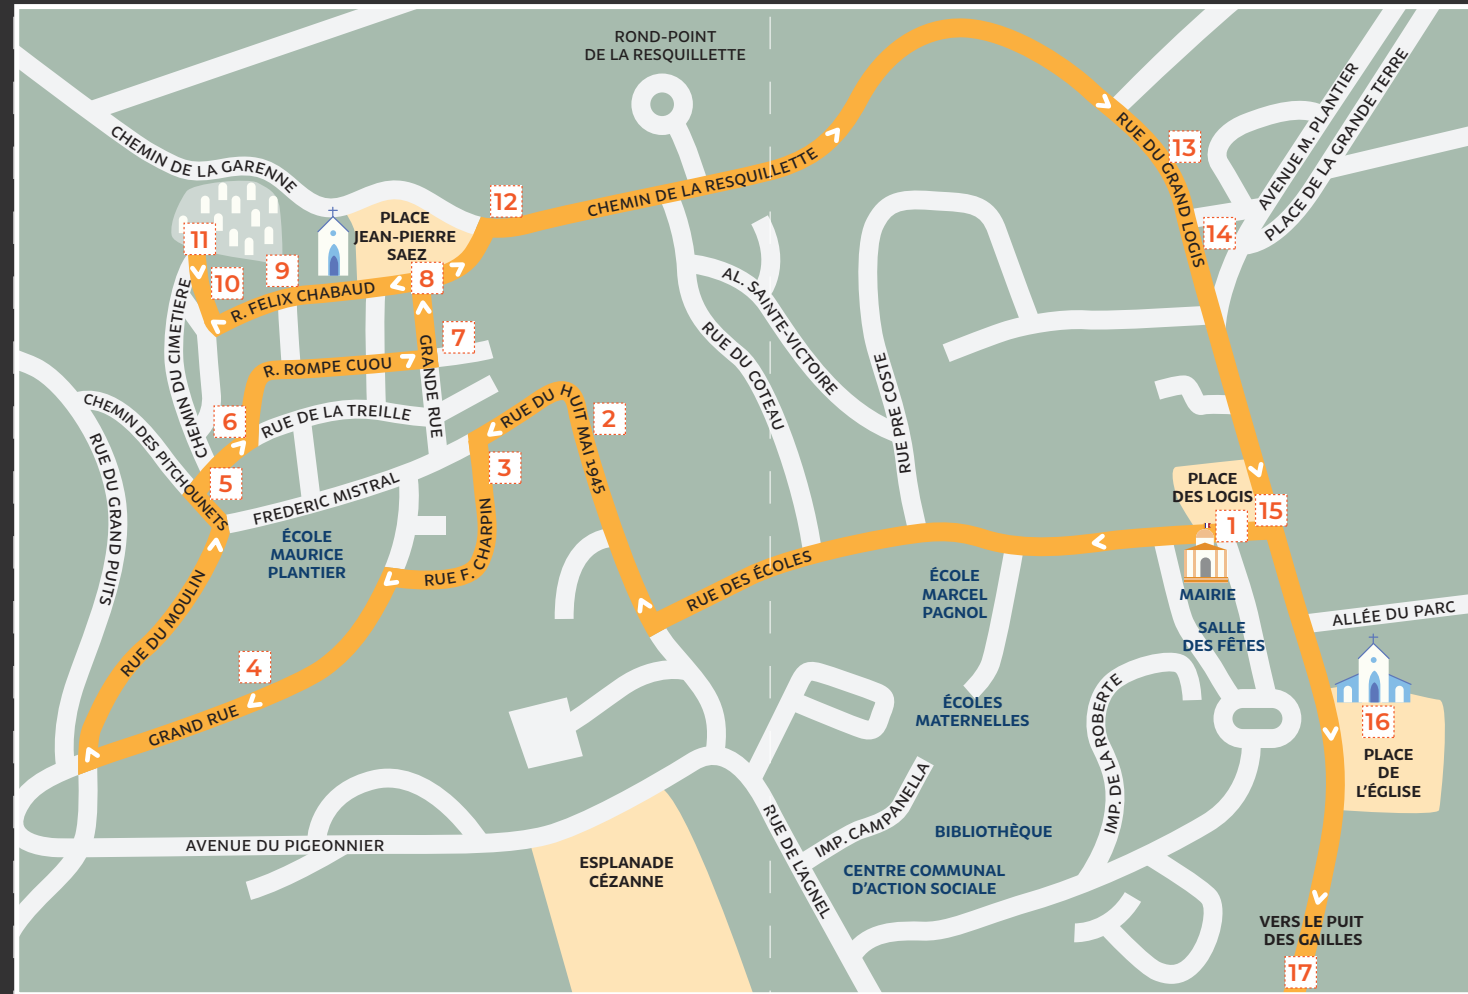 ROND-POINT
DE LA RESQUILLETTE
CHEMIN DE LA GARENNE
PLACE
JEAN-PIERRE
SAEZ
12
CHEMIN DE LA RESQUILLETTE
RUE DU GRAND LOGIS
13
AVENUE M. PLANTIER
PLACE DE LA GRANDE TERRE
14
11
10
9
8
R. FELIX CHABAUD
CHEMIN DU CIMETIERE
7
GRANDE RUE
R. ROMPE CUOU
6
RUE DE LA TREILLE
CHEMIN DES PITCHOUNETS
5
RUE DU GRAND PUITS
FREDERIC MISTRAL
RUE DU HUIT MAI 1945
2
3
RUE F. CHARPIN
ÉCOLE
MAURICE
PLANTIER
RUE DU MOULIN
4
GRAND RUE
AL. SAINTE-VICTOIRE
RUE DU COTEAU
RUE PRE COSTE
RUE DES ÉCOLES
PLACE
DES LOGIS
1
15
MAIRIE
SALLE
DES FÊTES
ALLÉE DU PARC
ÉCOLE
MARCEL
PAGNOL
ÉCOLES
MATERNELLES
IMP. DE LA ROBERTE
16
PLACE
DE
L'ÉGLISE
AVENUE DU PIGEONNIER
ESPLANADE
CÉZANNE
RUE DE L'AGNEL
IMP. CAMPANELLA
BIBLIOTHÈQUE
CENTRE COMMUNAL
D'ACTION SOCIALE
VERS LE PUIT
DES GAILLES
17